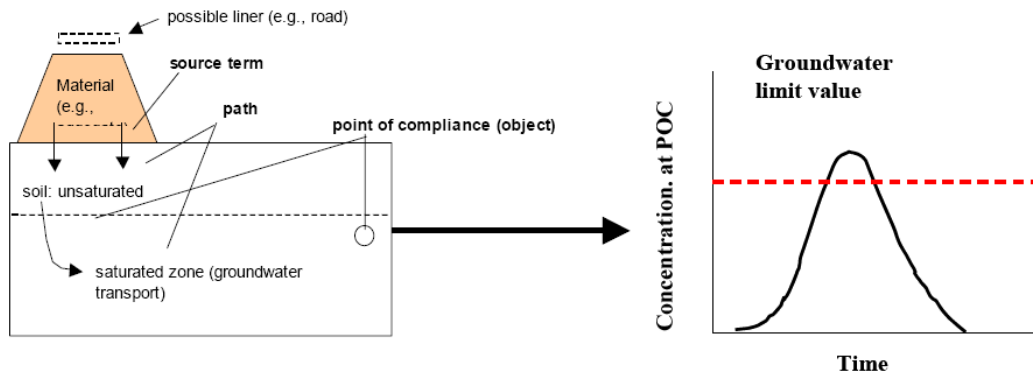 possible liner (e.g., road)
source term
Material
(e.g.,
path
point of compliance (object)
soil: unsaturated
saturated zone (groundwater
transport)
Groundwater
limit value
Concentration. at POC
Time